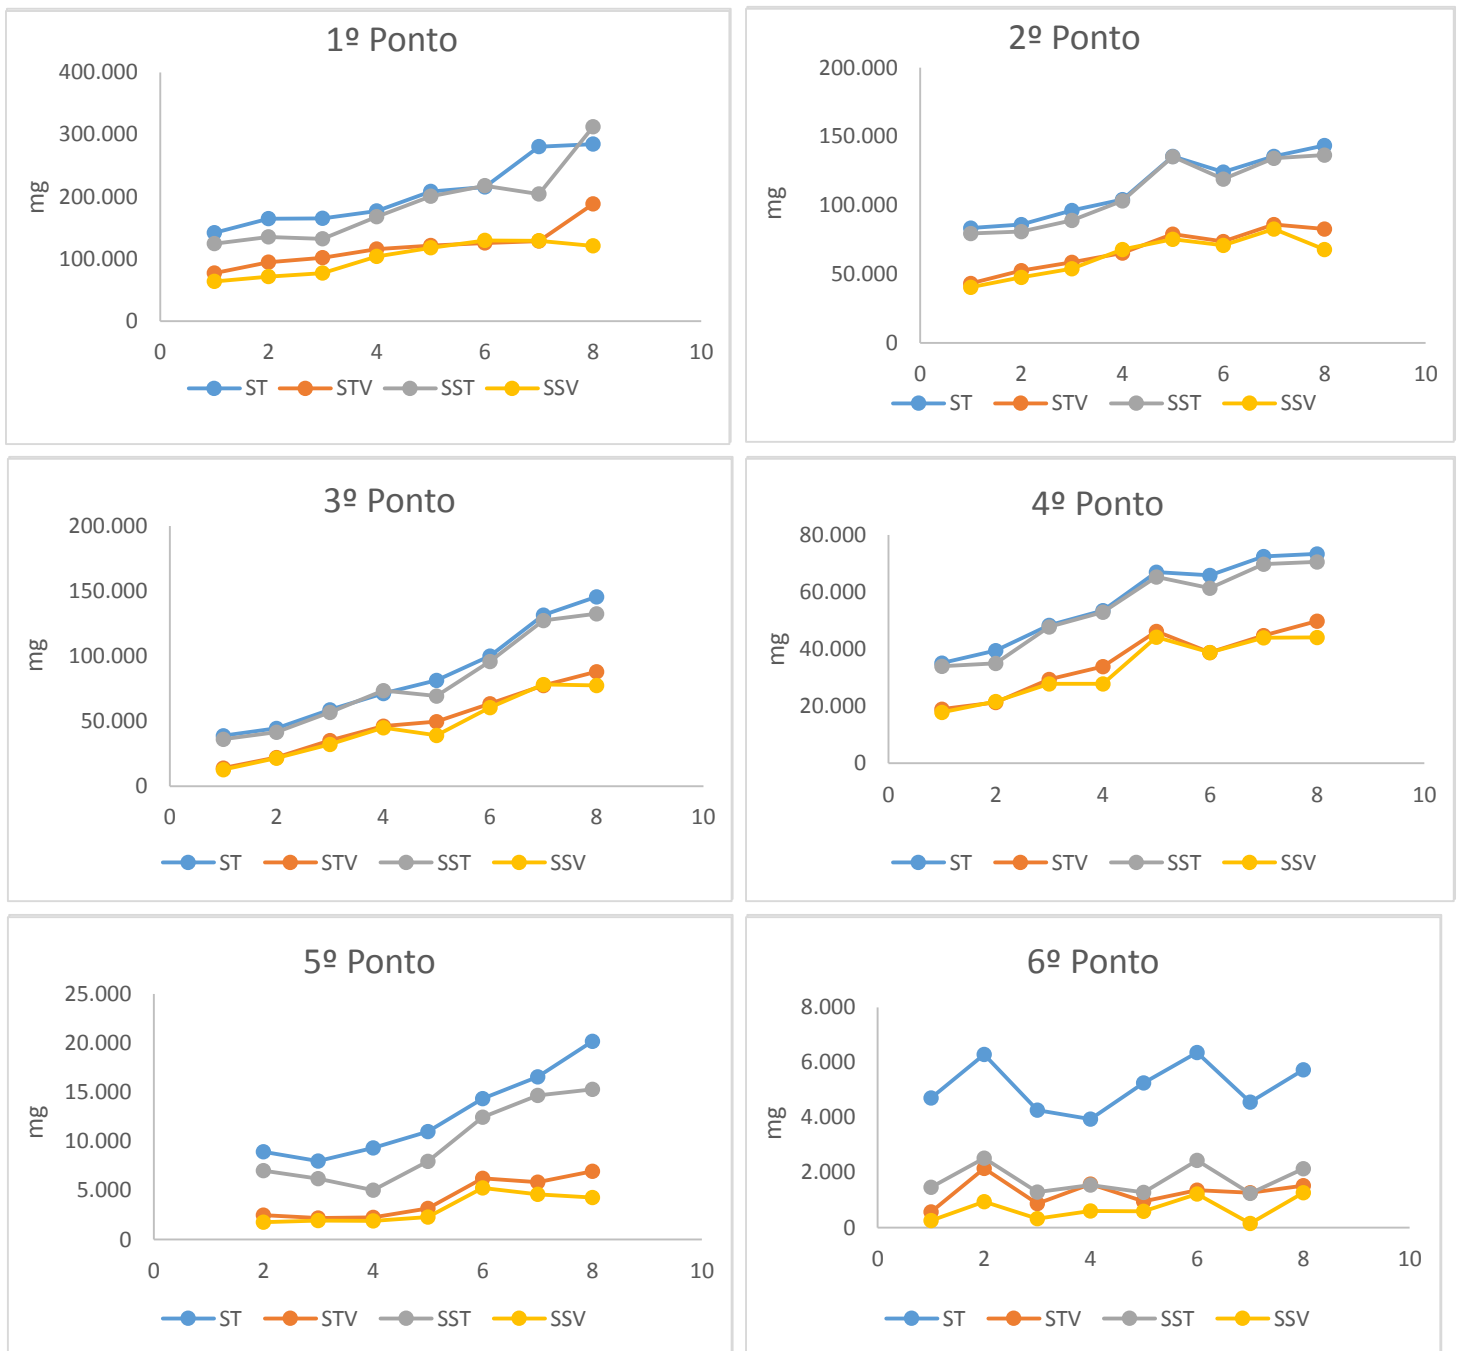 1º Ponto
400.000
300.000
200.000
100.000
0
mg
0 2 4 6 8 10
ST STV SST SSV
2º Ponto
200.000
150.000
100.000
50.000
0
mg
0 2 4 6 8 10
ST STV SST SSV
3º Ponto
200.000
150.000
100.000
50.000
0
mg
0 2 4 6 8 10
ST STV SST SSV
4º Ponto
80.000
60.000
40.000
20.000
0
mg
0 2 4 6 8 10
ST STV SST SSV
5º Ponto
25.000
20.000
15.000
10.000
5.000
0
mg
0 2 4 6 8 10
ST STV SST SSV
6º Ponto
8.000
6.000
4.000
2.000
0
mg
0 2 4 6 8 10
ST STV SST SSV